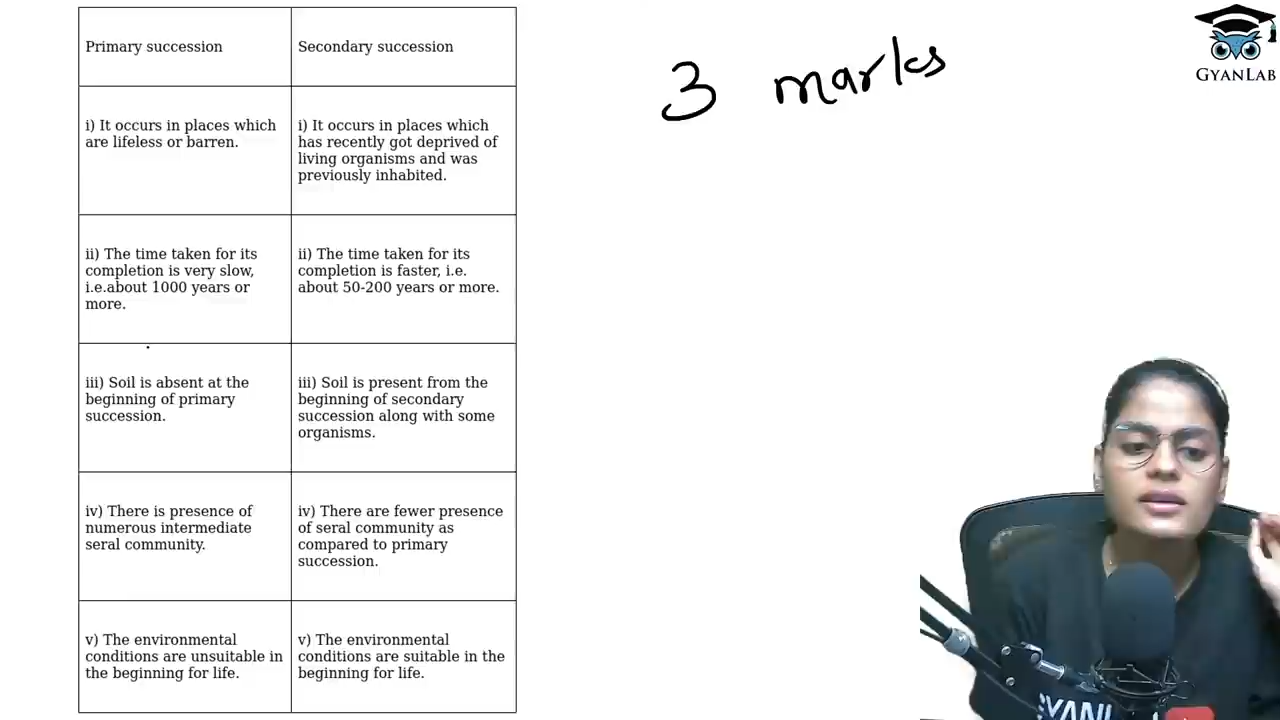 Primary succession
Secondary succession
i) It occurs in places which
are lifeless or barren.
i) It occurs in places which
has recently got deprived of
living organisms and was
previously inhabited.
ii) The time taken for its
completion is very slow,
i.e.about 1000 years or
more.
ii) The time taken for its
completion is faster, i.e.
about 50-200 years or more.
iii) Soil is absent at the
beginning of primary
succession.
iii) Soil is present from the
beginning of secondary
succession along with some
organisms.
iv) There is presence of
numerous intermediate
seral community.
iv) There are fewer presence
of seral community as
compared to primary
succession.
v) The environmental
conditions are unsuitable in
the beginning for life.
v) The environmental
conditions are suitable in the
beginning for life.
3 marks
GYANLAB